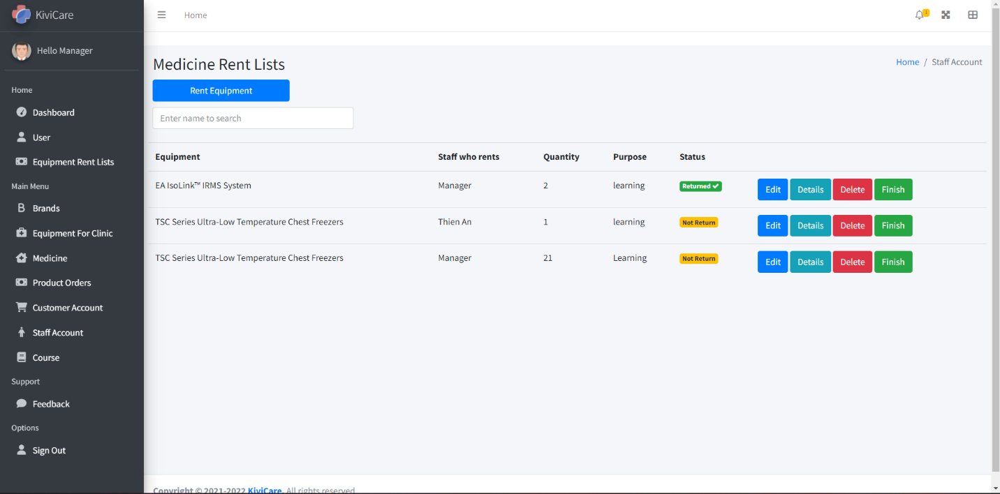 KiviCare
Home
1
Hello Manager
Home
Dashboard
User
Equipment Rent Lists
Main Menu
B Brands
Equipment For Clinic
Medicine
Product Orders
Customer Account
Staff Account
Course
Support
Feedback
Options
Sign Out
Medicine Rent Lists
Home / Staff Account
Rent Equipment
Enter name to search
Equipment Staff who rents Quantity Purpose Status
EA IsoLink™ IRMS System Manager 2 learning Returned ✔ Edit Details Delete Finish
TSC Series Ultra-Low Temperature Chest Freezers Thien An 1 learning Not Return Edit Details Delete Finish
TSC Series Ultra-Low Temperature Chest Freezers Manager 21 Learning Not Return Edit Details Delete Finish
Copyright © 2021-2022 KiviCare. All rights reserved.